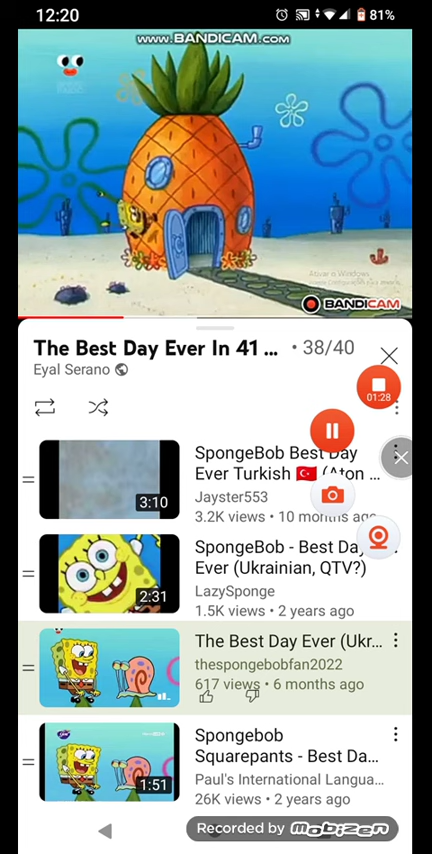 12:20
81%
www.BANDICAM.com
Ativar o Windows
BANDICAM
The Best Day Ever In 41 ... • 38/40
Eyal Serano
01:28
SpongeBob Best Day
Ever Turkish 🇹🇷 (Aton ...
Jayster553
3.2K views • 10 months ago
3:10
SpongeBob - Best Day
Ever (Ukrainian, QTV?)
LazySponge
1.5K views • 2 years ago
2:31
The Best Day Ever (Ukr...
thespongebobfan2022
617 views • 6 months ago
Spongebob
Squarepants - Best Da...
Paul's International Langua...
26K views • 2 years ago
1:51
Recorded by mobizen